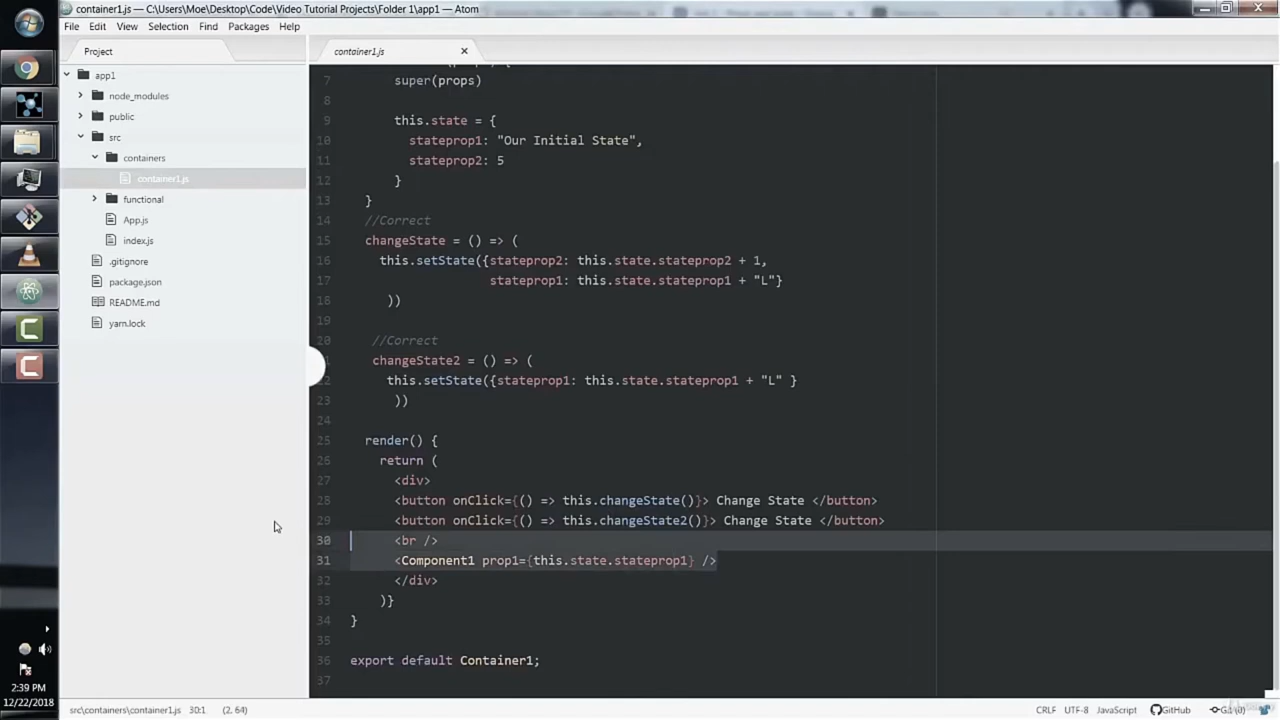 container1.js — C:\Users\Moe\Desktop\Code\Video Tutorial Projects\Folder 1\app1 — Atom
File Edit View Selection Find Packages Help
Project
container1.js
app1
node_modules
public
src
containers
container1.js
functional
App.js
index.js
.gitignore
package.json
README.md
yarn.lock
7 super(props)
8
9 this.state = {
10 stateprop1: "Our Initial State",
11 stateprop2: 5
12 }
13 }
14 //Correct
15 changeState = () => (
16 this.setState({stateprop2: this.state.stateprop2 + 1,
17 stateprop1: this.state.stateprop1 + "L"}
18 ))
19
20 //Correct
21 changeState2 = () => (
22 this.setState({stateprop1: this.state.stateprop1 + "L" }
23 ))
24
25 render() {
26 return (
27 <div>
28 <button onClick={() => this.changeState()}> Change State </button>
29 <button onClick={() => this.changeState2()}> Change State </button>
30 <br />
31 <Component1 prop1={this.state.stateprop1} />
32 </div>
33 )}
34 }
35
36 export default Container1;
37
2:39 PM
12/22/2018
src\containers\container1.js 30:1 (2, 64)
CRLF UTF-8 JavaScript GitHub Git (0)